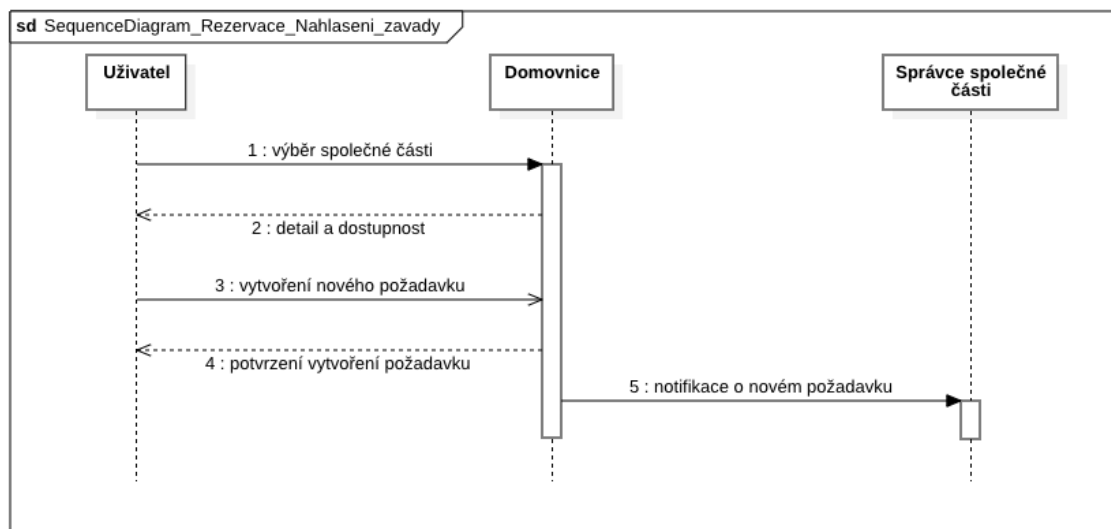 sd SequenceDiagram_Rezervace_Nahlaseni_zavady
Uživatel
Domovnice
Správce společné
části
1 : výběr společné části
2 : detail a dostupnost
3 : vytvoření nového požadavku
4 : potvrzení vytvoření požadavku
5 : notifikace o novém požadavku